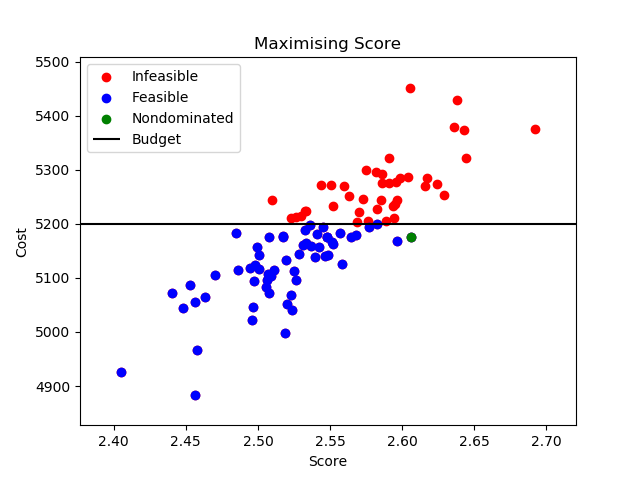 Maximising Score
Infeasible
Feasible
Nondominated
Budget
5500
5400
5300
5200
5100
5000
4900
Cost
2.40 2.45 2.50 2.55 2.60 2.65 2.70
Score